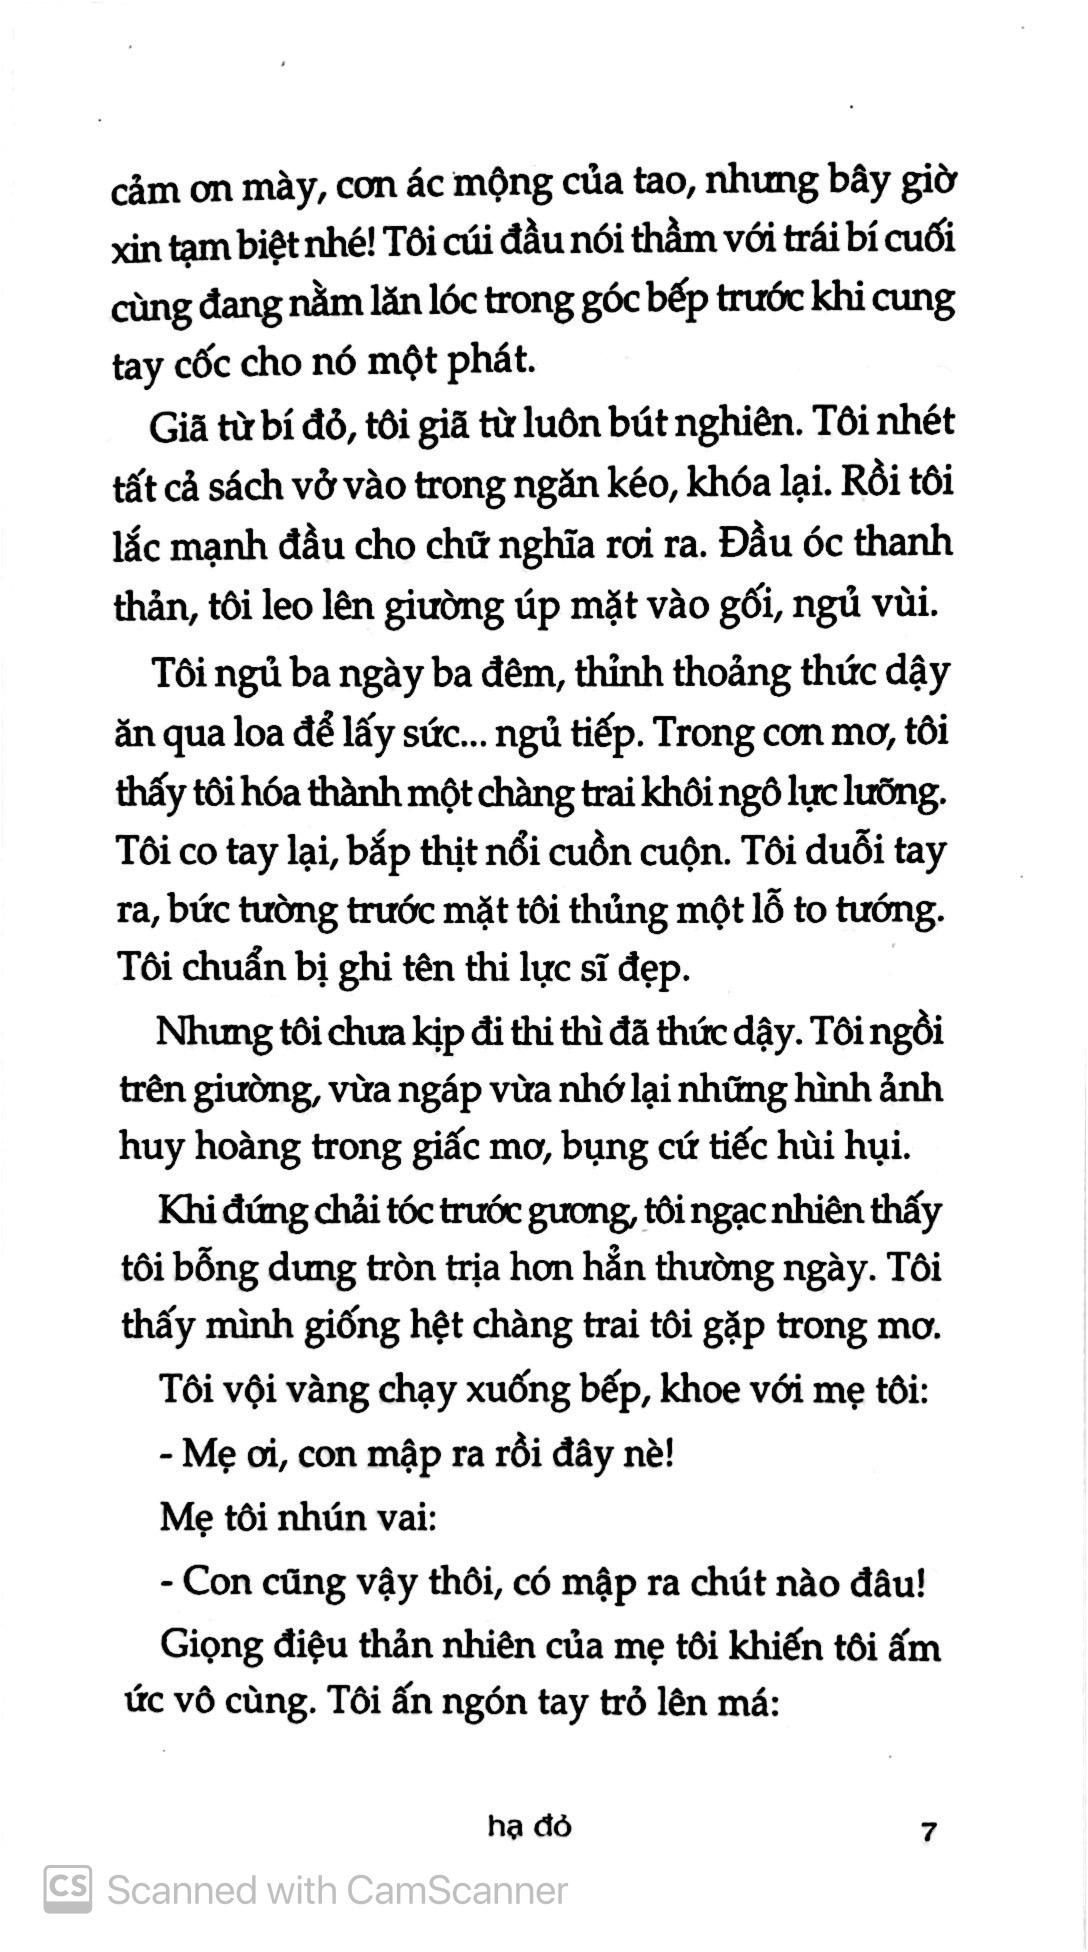 cảm ơn mày, cơn ác mộng của tao, nhưng bây giờ
xin tạm biệt nhé! Tôi cúi đầu nói thầm với trái bí cuối
cùng đang nằm lăn lóc trong góc bếp trước khi cung
tay cốc cho nó một phát.
Giã từ bí đỏ, tôi giã từ luôn bút nghiên. Tôi nhét
tất cả sách vở vào trong ngăn kéo, khóa lại. Rồi tôi
lắc mạnh đầu cho chữ nghĩa rơi ra. Đầu óc thanh
thản, tôi leo lên giường úp mặt vào gối, ngủ vùi.
Tôi ngủ ba ngày ba đêm, thỉnh thoảng thức dậy
ăn qua loa để lấy sức... ngủ tiếp. Trong cơn mơ, tôi
thấy tôi hóa thành một chàng trai khôi ngô lực lưỡng.
Tôi co tay lại, bắp thịt nổi cuồn cuộn. Tôi duỗi tay
ra, bức tường trước mặt tôi thủng một lỗ to tướng.
Tôi chuẩn bị ghi tên thi lực sĩ đẹp.
Nhưng tôi chưa kịp đi thi thì đã thức dậy. Tôi ngồi
trên giường, vừa ngáp vừa nhớ lại những hình ảnh
huy hoàng trong giấc mơ, bụng cứ tiếc hùi hụi.
Khi đứng chải tóc trước gương, tôi ngạc nhiên thấy
tôi bỗng dưng tròn trịa hơn hẳn thường ngày. Tôi
thấy mình giống hệt chàng trai tôi gặp trong mơ.
Tôi vội vàng chạy xuống bếp, khoe với mẹ tôi:
- Mẹ ơi, con mập ra rồi đây nè!
Mẹ tôi nhún vai:
- Con cũng vậy thôi, có mập ra chút nào đâu!
Giọng điệu thản nhiên của mẹ tôi khiến tôi ấm
ức vô cùng. Tôi ấn ngón tay trỏ lên má:
hạ đỏ 7
CS Scanned with CamScanner